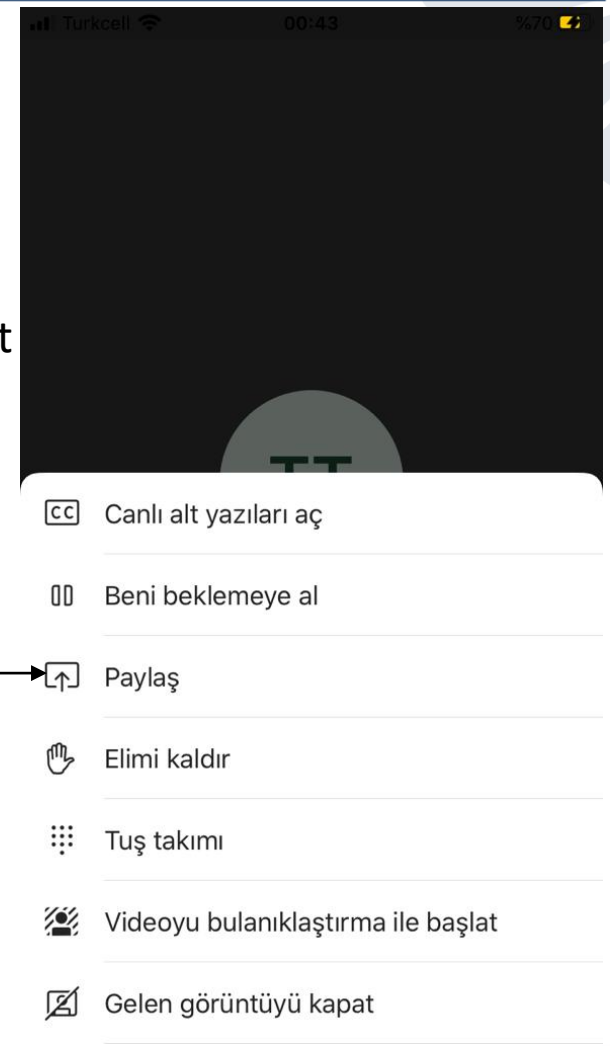 Turkcell 00:43 %70
t
TT
CC Canlı alt yazıları aç
Beni beklemeye al
Paylaş
Elimi kaldır
Tuş takımı
Videoyu bulanıklaştırma ile başlat
Gelen görüntüyü kapat